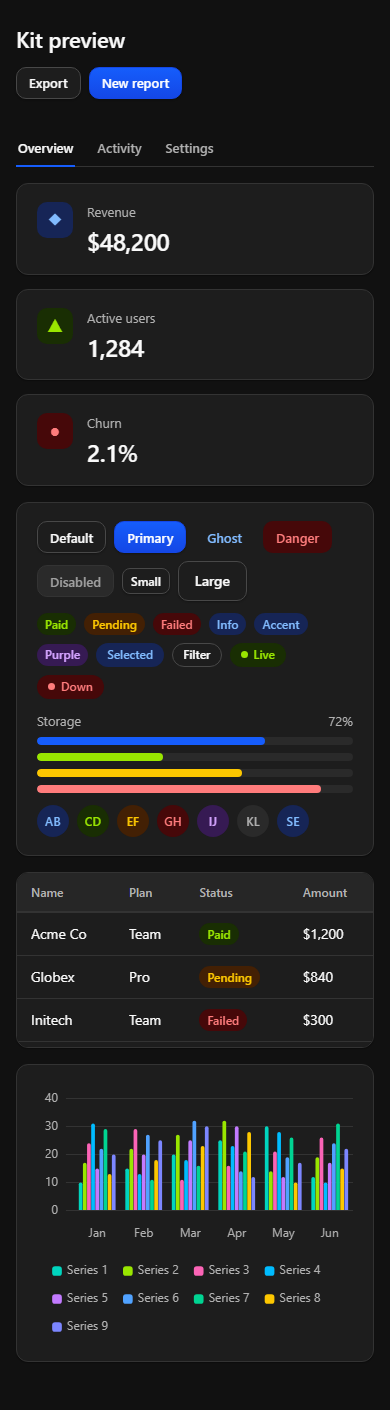 Kit preview
Export New report
Overview Activity Settings
Revenue
$48,200
Active users
1,284
Churn
2.1%
Default Primary Ghost Danger
Disabled Small Large
Paid Pending Failed Info Accent
Purple Selected Filter Live
Down
Storage 72%
AB CD EF GH IJ KL SE
Name Plan Status Amount
Acme Co Team Paid $1,200
Globex Pro Pending $840
Initech Team Failed $300
40
30
20
10
0
Jan Feb Mar Apr May Jun
Series 1 Series 2 Series 3 Series 4
Series 5 Series 6 Series 7 Series 8
Series 9